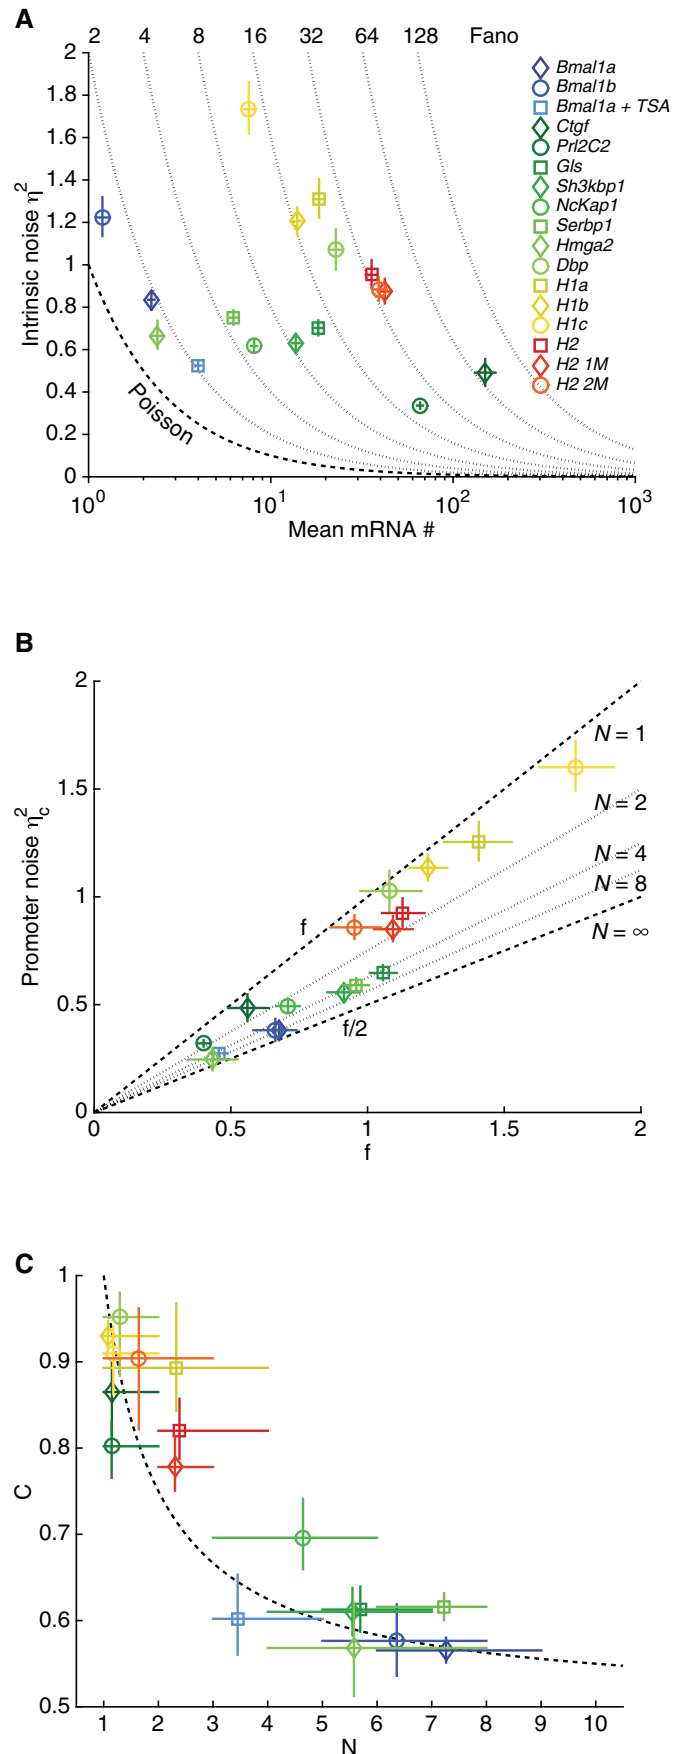 A
2 4 8 16 32 64 128 Fano
2
1.8
1.6
1.4
1.2
1
0.8
0.6
0.4
0.2
0
Intrinsic noise η²
Poisson
10⁰ 10¹ 10² 10³
Mean mRNA #
Bmal1a
Bmal1b
Bmal1a + TSA
Ctgf
Prl2C2
Gls
Sh3kbp1
NcKap1
Serbp1
Hmga2
Dbp
H1a
H1b
H1c
H2
H2 1M
H2 2M
B
2
1.5
1
0.5
0
Promoter noise η²c
N = 1
N = 2
N = 4
N = 8
N = ∞
f
f/2
0 0.5 1 1.5 2
f
C
1
0.9
0.8
0.7
0.6
0.5
C
1 2 3 4 5 6 7 8 9 10
N